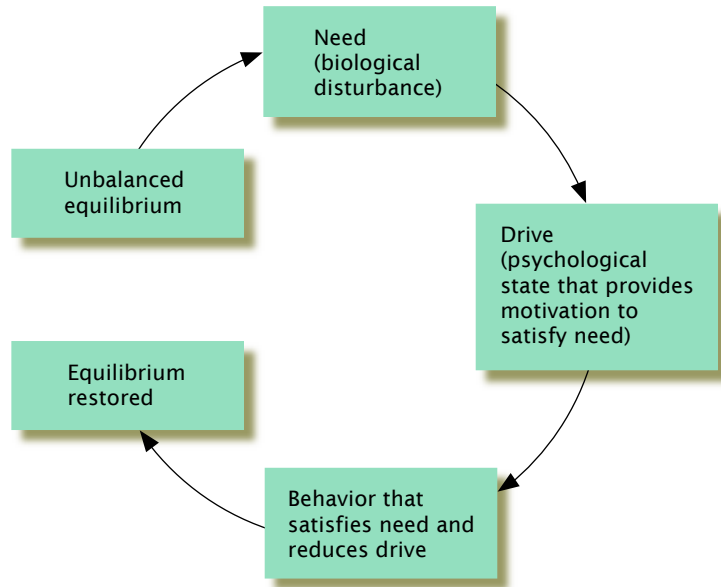 Need
(biological
disturbance)
Unbalanced
equilibrium
Drive
(psychological
state that provides
motivation to
satisfy need)
Equilibrium
restored
Behavior that
satisfies need and
reduces drive